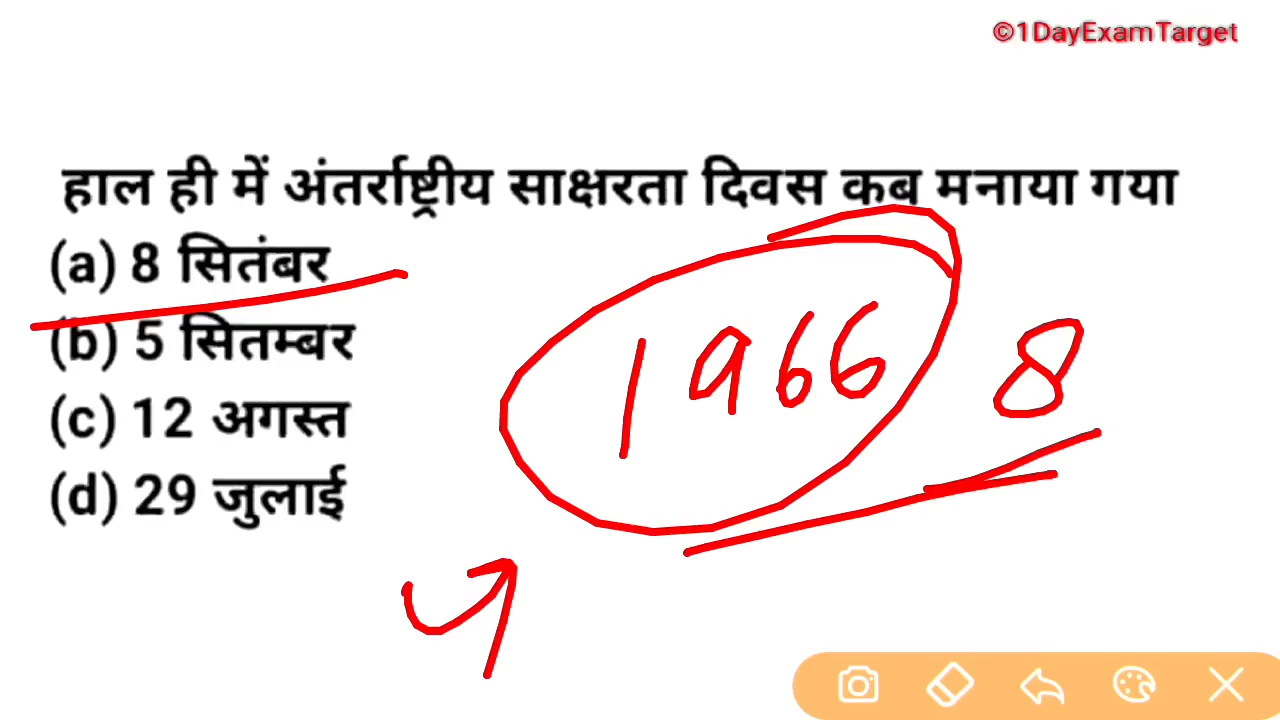 ©1DayExamTarget
हाल ही में अंतर्राष्ट्रीय साक्षरता दिवस कब मनाया गया
(a) 8 सितंबर
(b) 5 सितम्बर
(c) 12 अगस्त
(d) 29 जुलाई
1966 8